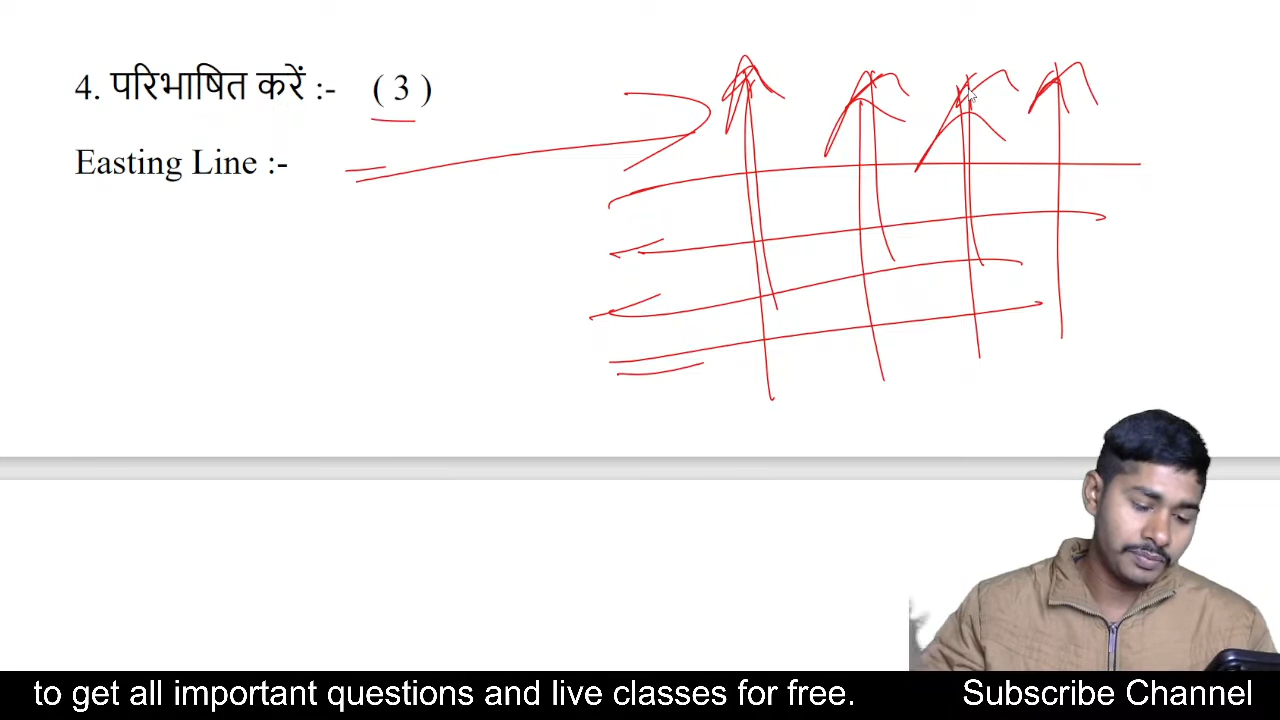 4. परिभाषित करें :- ( 3 )
Easting Line :-
to get all important questions and live classes for free. Subscribe Channel